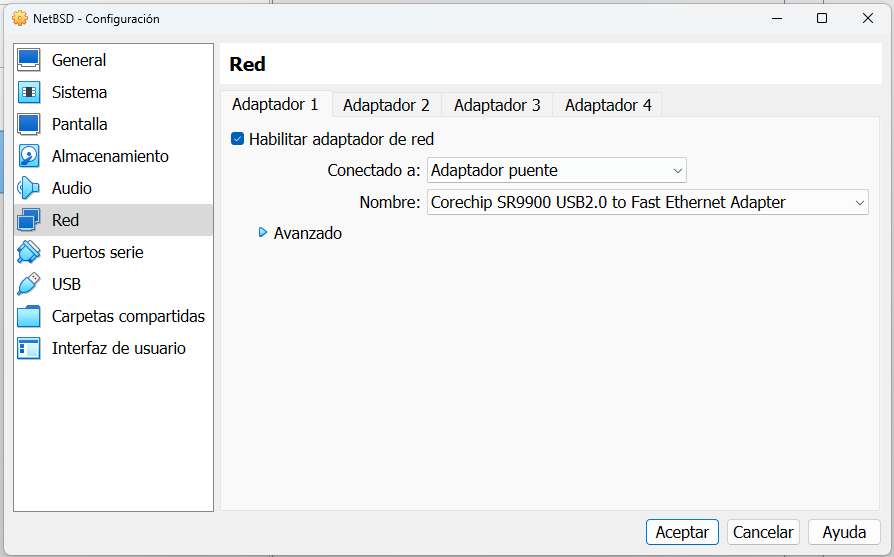 NetBSD - Configuración
General
Sistema
Pantalla
Almacenamiento
Audio
Red
Puertos serie
USB
Carpetas compartidas
Interfaz de usuario
Red
Adaptador 1 Adaptador 2 Adaptador 3 Adaptador 4
Habilitar adaptador de red
Conectado a: Adaptador puente
Nombre: Corechip SR9900 USB2.0 to Fast Ethernet Adapter
Avanzado
Aceptar Cancelar Ayuda